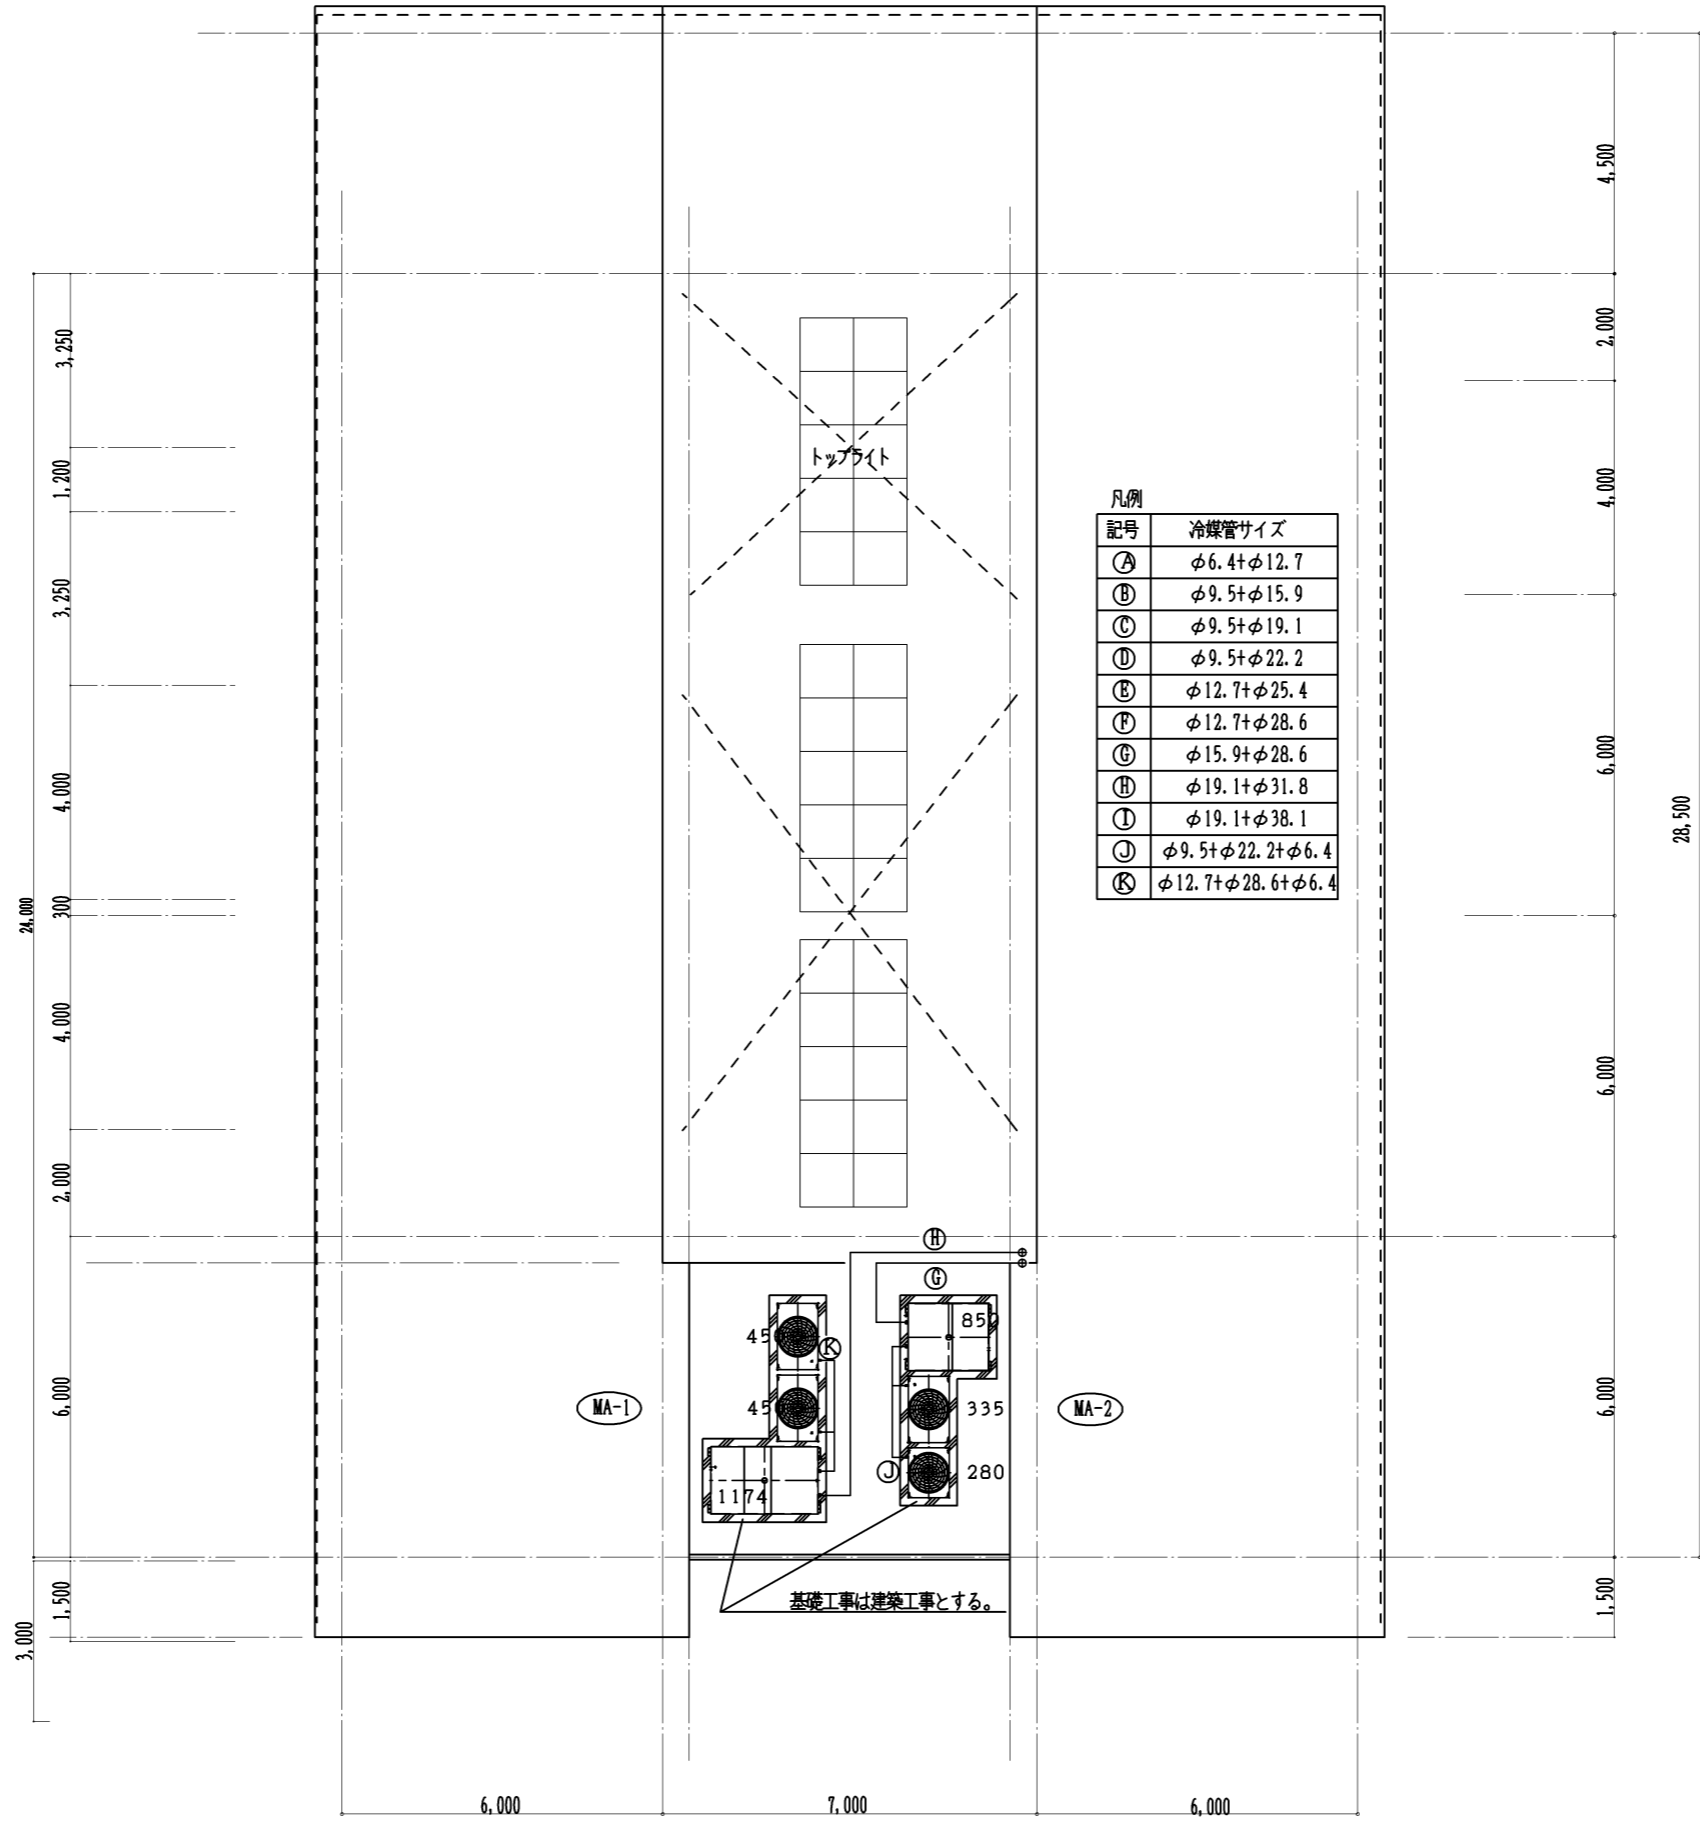 4,500
2,000
4,000
6,000
6,000
6,000
1,500
28,500
3,250
1,200
3,250
4,000
300
4,000
2,000
6,000
1,500
24,000
3,000
トップライト
凡例
記号 冷媒管サイズ
Ⓐ φ6.4+φ12.7
Ⓑ φ9.5+φ15.9
Ⓒ φ9.5+φ19.1
Ⓓ φ9.5+φ22.2
Ⓔ φ12.7+φ25.4
Ⓕ φ12.7+φ28.6
Ⓖ φ15.9+φ28.6
Ⓗ φ19.1+φ31.8
Ⓘ φ19.1+φ38.1
Ⓙ φ9.5+φ22.2+φ6.4
Ⓚ φ12.7+φ28.6+φ6.4
Ⓗ
Ⓖ
850
Ⓚ
MA-1
335
MA-2
Ⓙ
280
1174
基礎工事は建築工事とする。
6,000
7,000
6,000